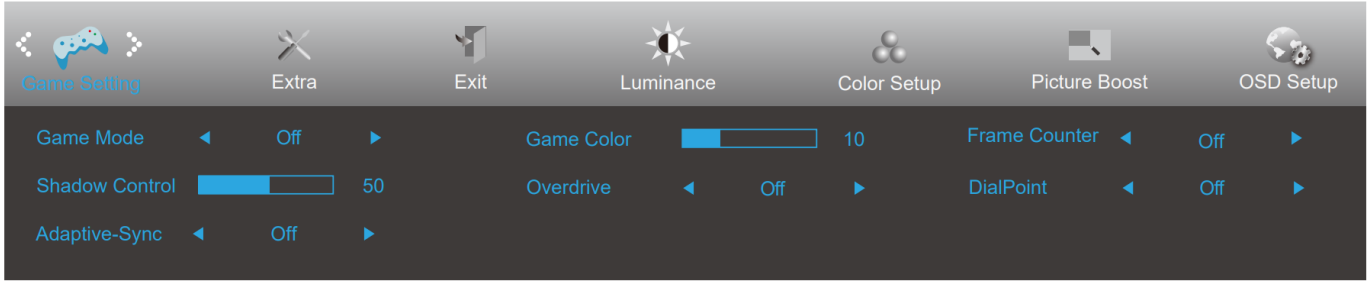 Game Setting Extra Exit Luminance Color Setup Picture Boost OSD Setup
Game Mode Off Game Color 10 Frame Counter Off
Shadow Control 50 Overdrive Off DialPoint Off
Adaptive-Sync Off